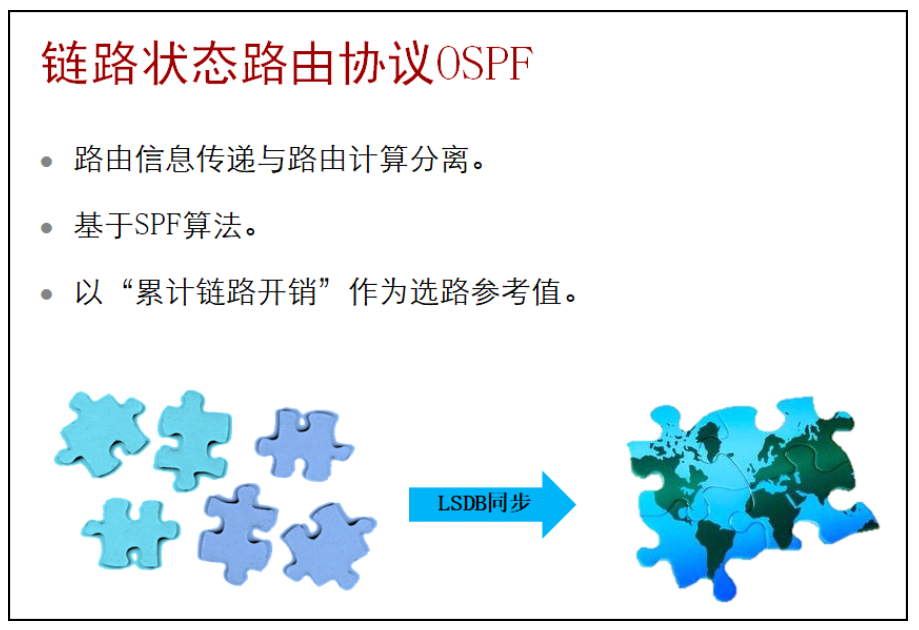 链路状态路由协议OSPF
路由信息传递与路由计算分离。
基于SPF算法。
以“累计链路开销”作为选路参考值。
LSDB同步